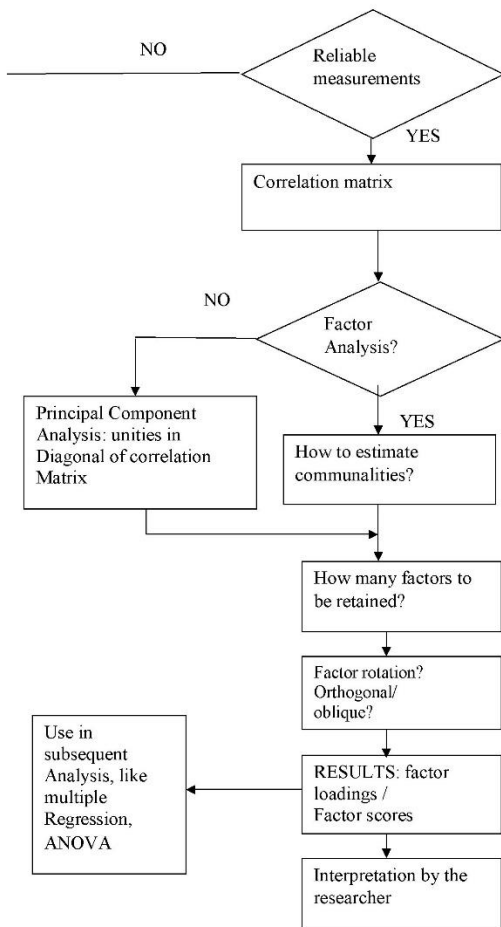 NO
Reliable
measurements
YES
Correlation matrix
NO
Factor
Analysis?
Principal Component
Analysis: unities in
Diagonal of correlation
Matrix
YES
How to estimate
communalities?
How many factors to
be retained?
Factor rotation?
Orthogonal/
oblique?
Use in
subsequent
Analysis, like
multiple
Regression,
ANOVA
RESULTS: factor
loadings /
Factor scores
Interpretation by the
researcher